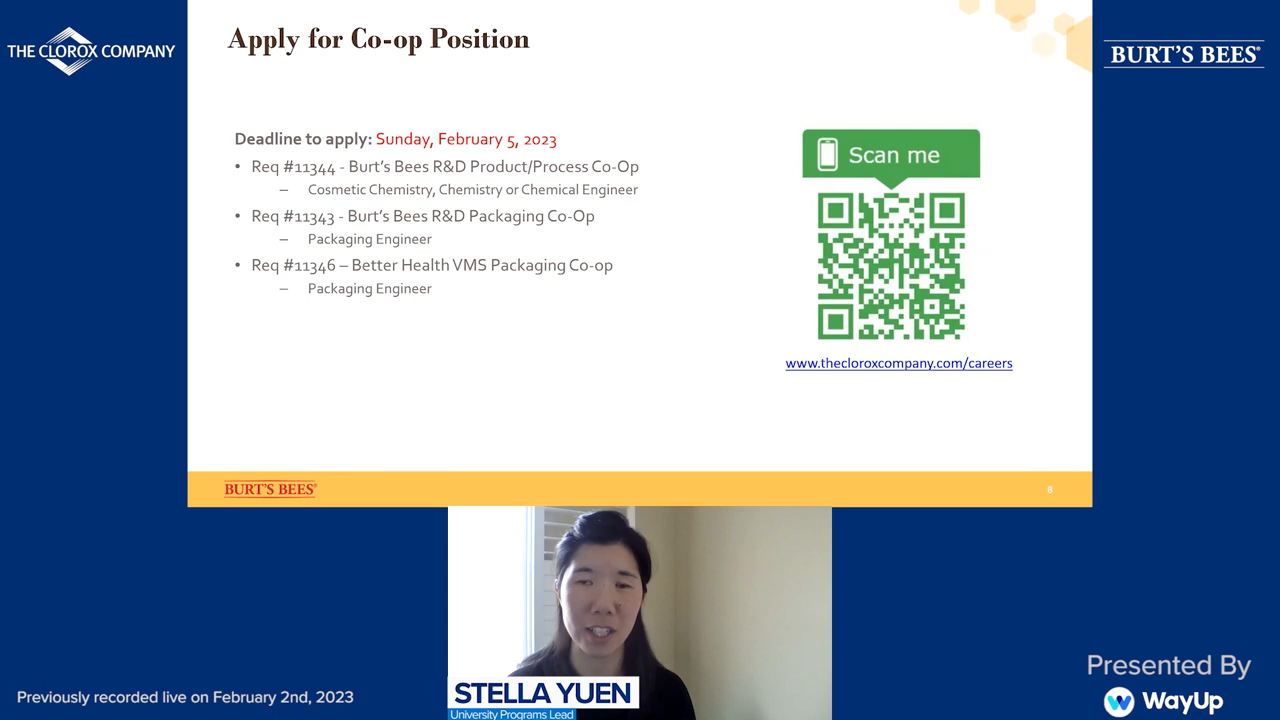 THE CLOROX COMPANY
Apply for Co-op Position
BURT'S BEES®
Deadline to apply: Sunday, February 5, 2023
• Req #11344 - Burt's Bees R&D Product/Process Co-Op
– Cosmetic Chemistry, Chemistry or Chemical Engineer
• Req #11343 - Burt's Bees R&D Packaging Co-Op
– Packaging Engineer
• Req #11346 – Better Health VMS Packaging Co-op
– Packaging Engineer
Scan me
www.thecloroxcompany.com/careers
BURT'S BEES®
8
STELLA YUEN
University Programs Lead
Previously recorded live on February 2nd, 2023
Presented By
WayUp